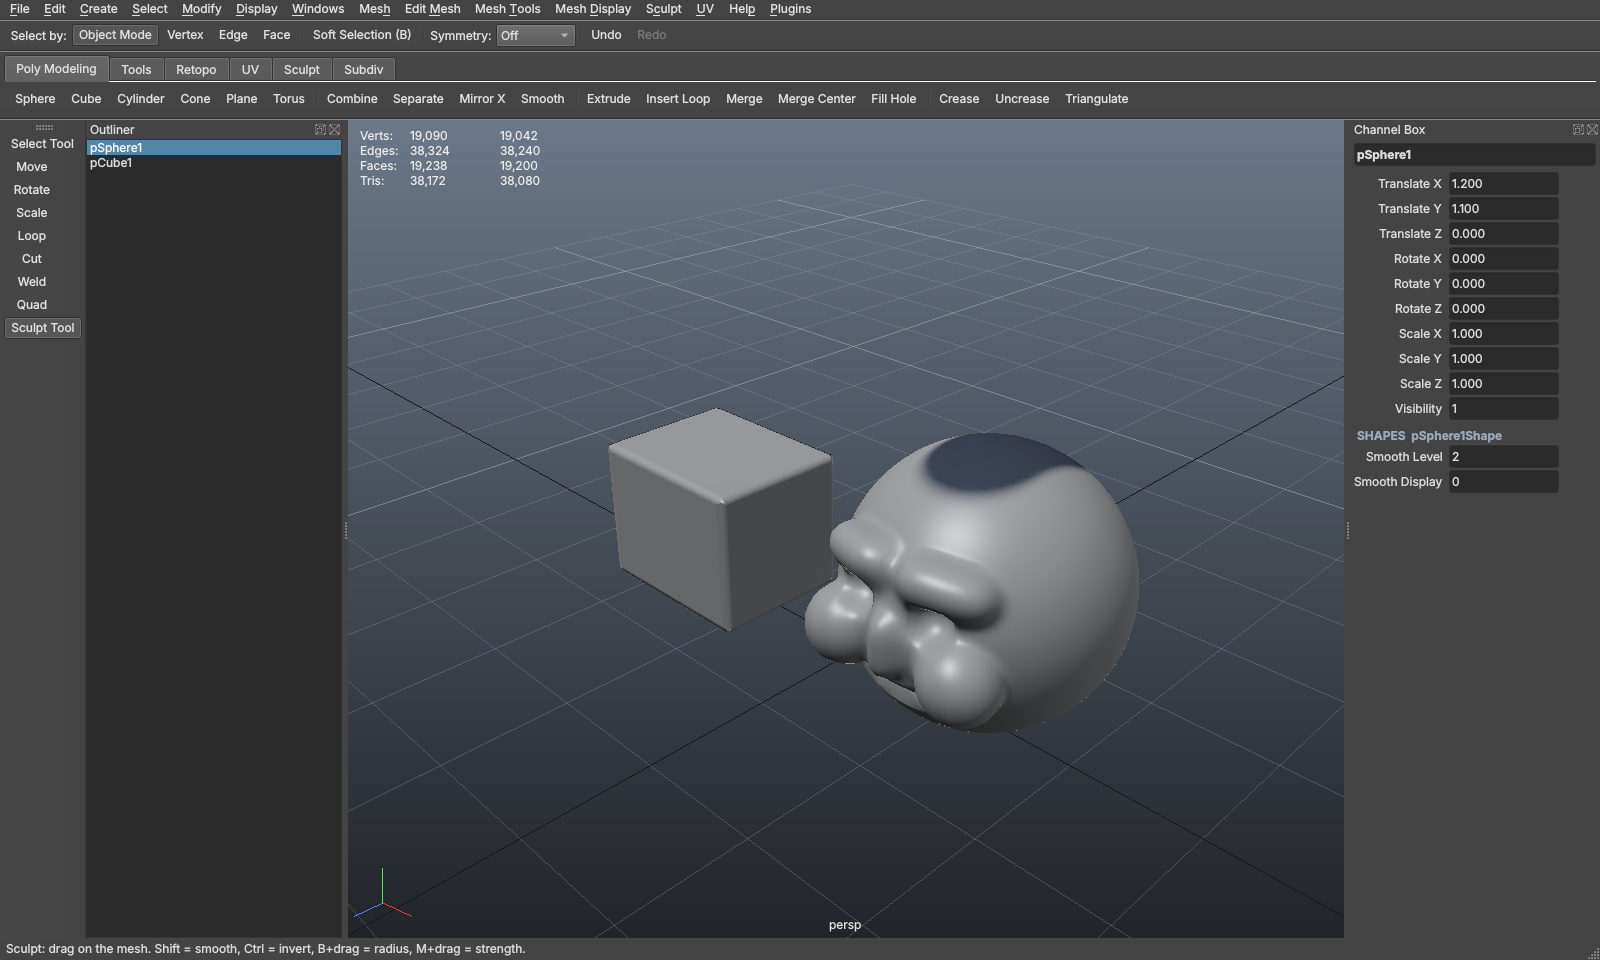 File Edit Create Select Modify Display Windows Mesh Edit Mesh Mesh Tools Mesh Display Sculpt UV Help Plugins
Select by: Object Mode Vertex Edge Face Soft Selection (B) Symmetry: Off Undo Redo
Poly Modeling Tools Retopo UV Sculpt Subdiv
Sphere Cube Cylinder Cone Plane Torus Combine Separate Mirror X Smooth Extrude Insert Loop Merge Merge Center Fill Hole Crease Uncrease Triangulate
Select Tool
Move
Rotate
Scale
Loop
Cut
Weld
Quad
Sculpt Tool
Outliner
pSphere1
pCube1
Verts: 19,090 19,042
Edges: 38,324 38,240
Faces: 19,238 19,200
Tris: 38,172 38,080
persp
Channel Box
pSphere1
Translate X 1.200
Translate Y 1.100
Translate Z 0.000
Rotate X 0.000
Rotate Y 0.000
Rotate Z 0.000
Scale X 1.000
Scale Y 1.000
Scale Z 1.000
Visibility 1
SHAPES pSphere1Shape
Smooth Level 2
Smooth Display 0
Sculpt: drag on the mesh. Shift = smooth, Ctrl = invert, B+drag = radius, M+drag = strength.